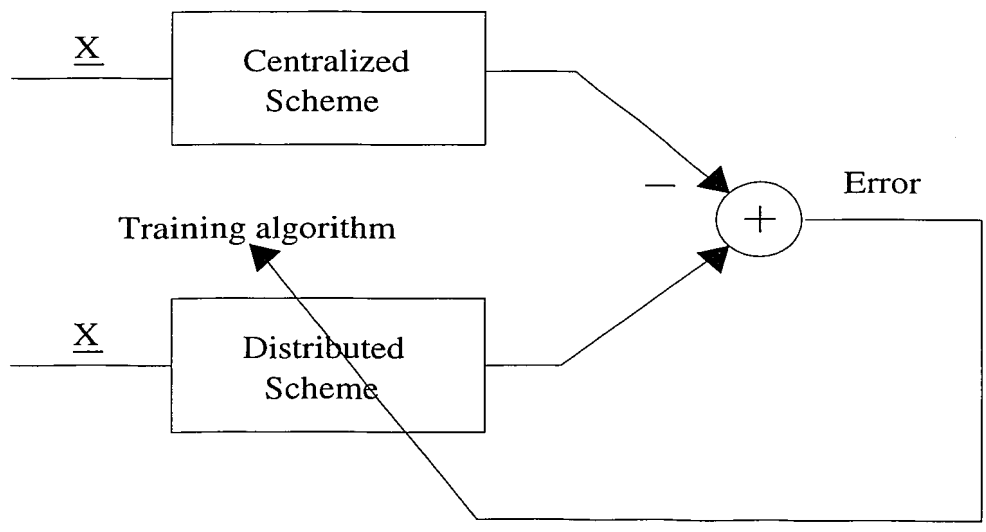 X
Centralized
Scheme
−
+
Error
Training algorithm
X
Distributed
Scheme